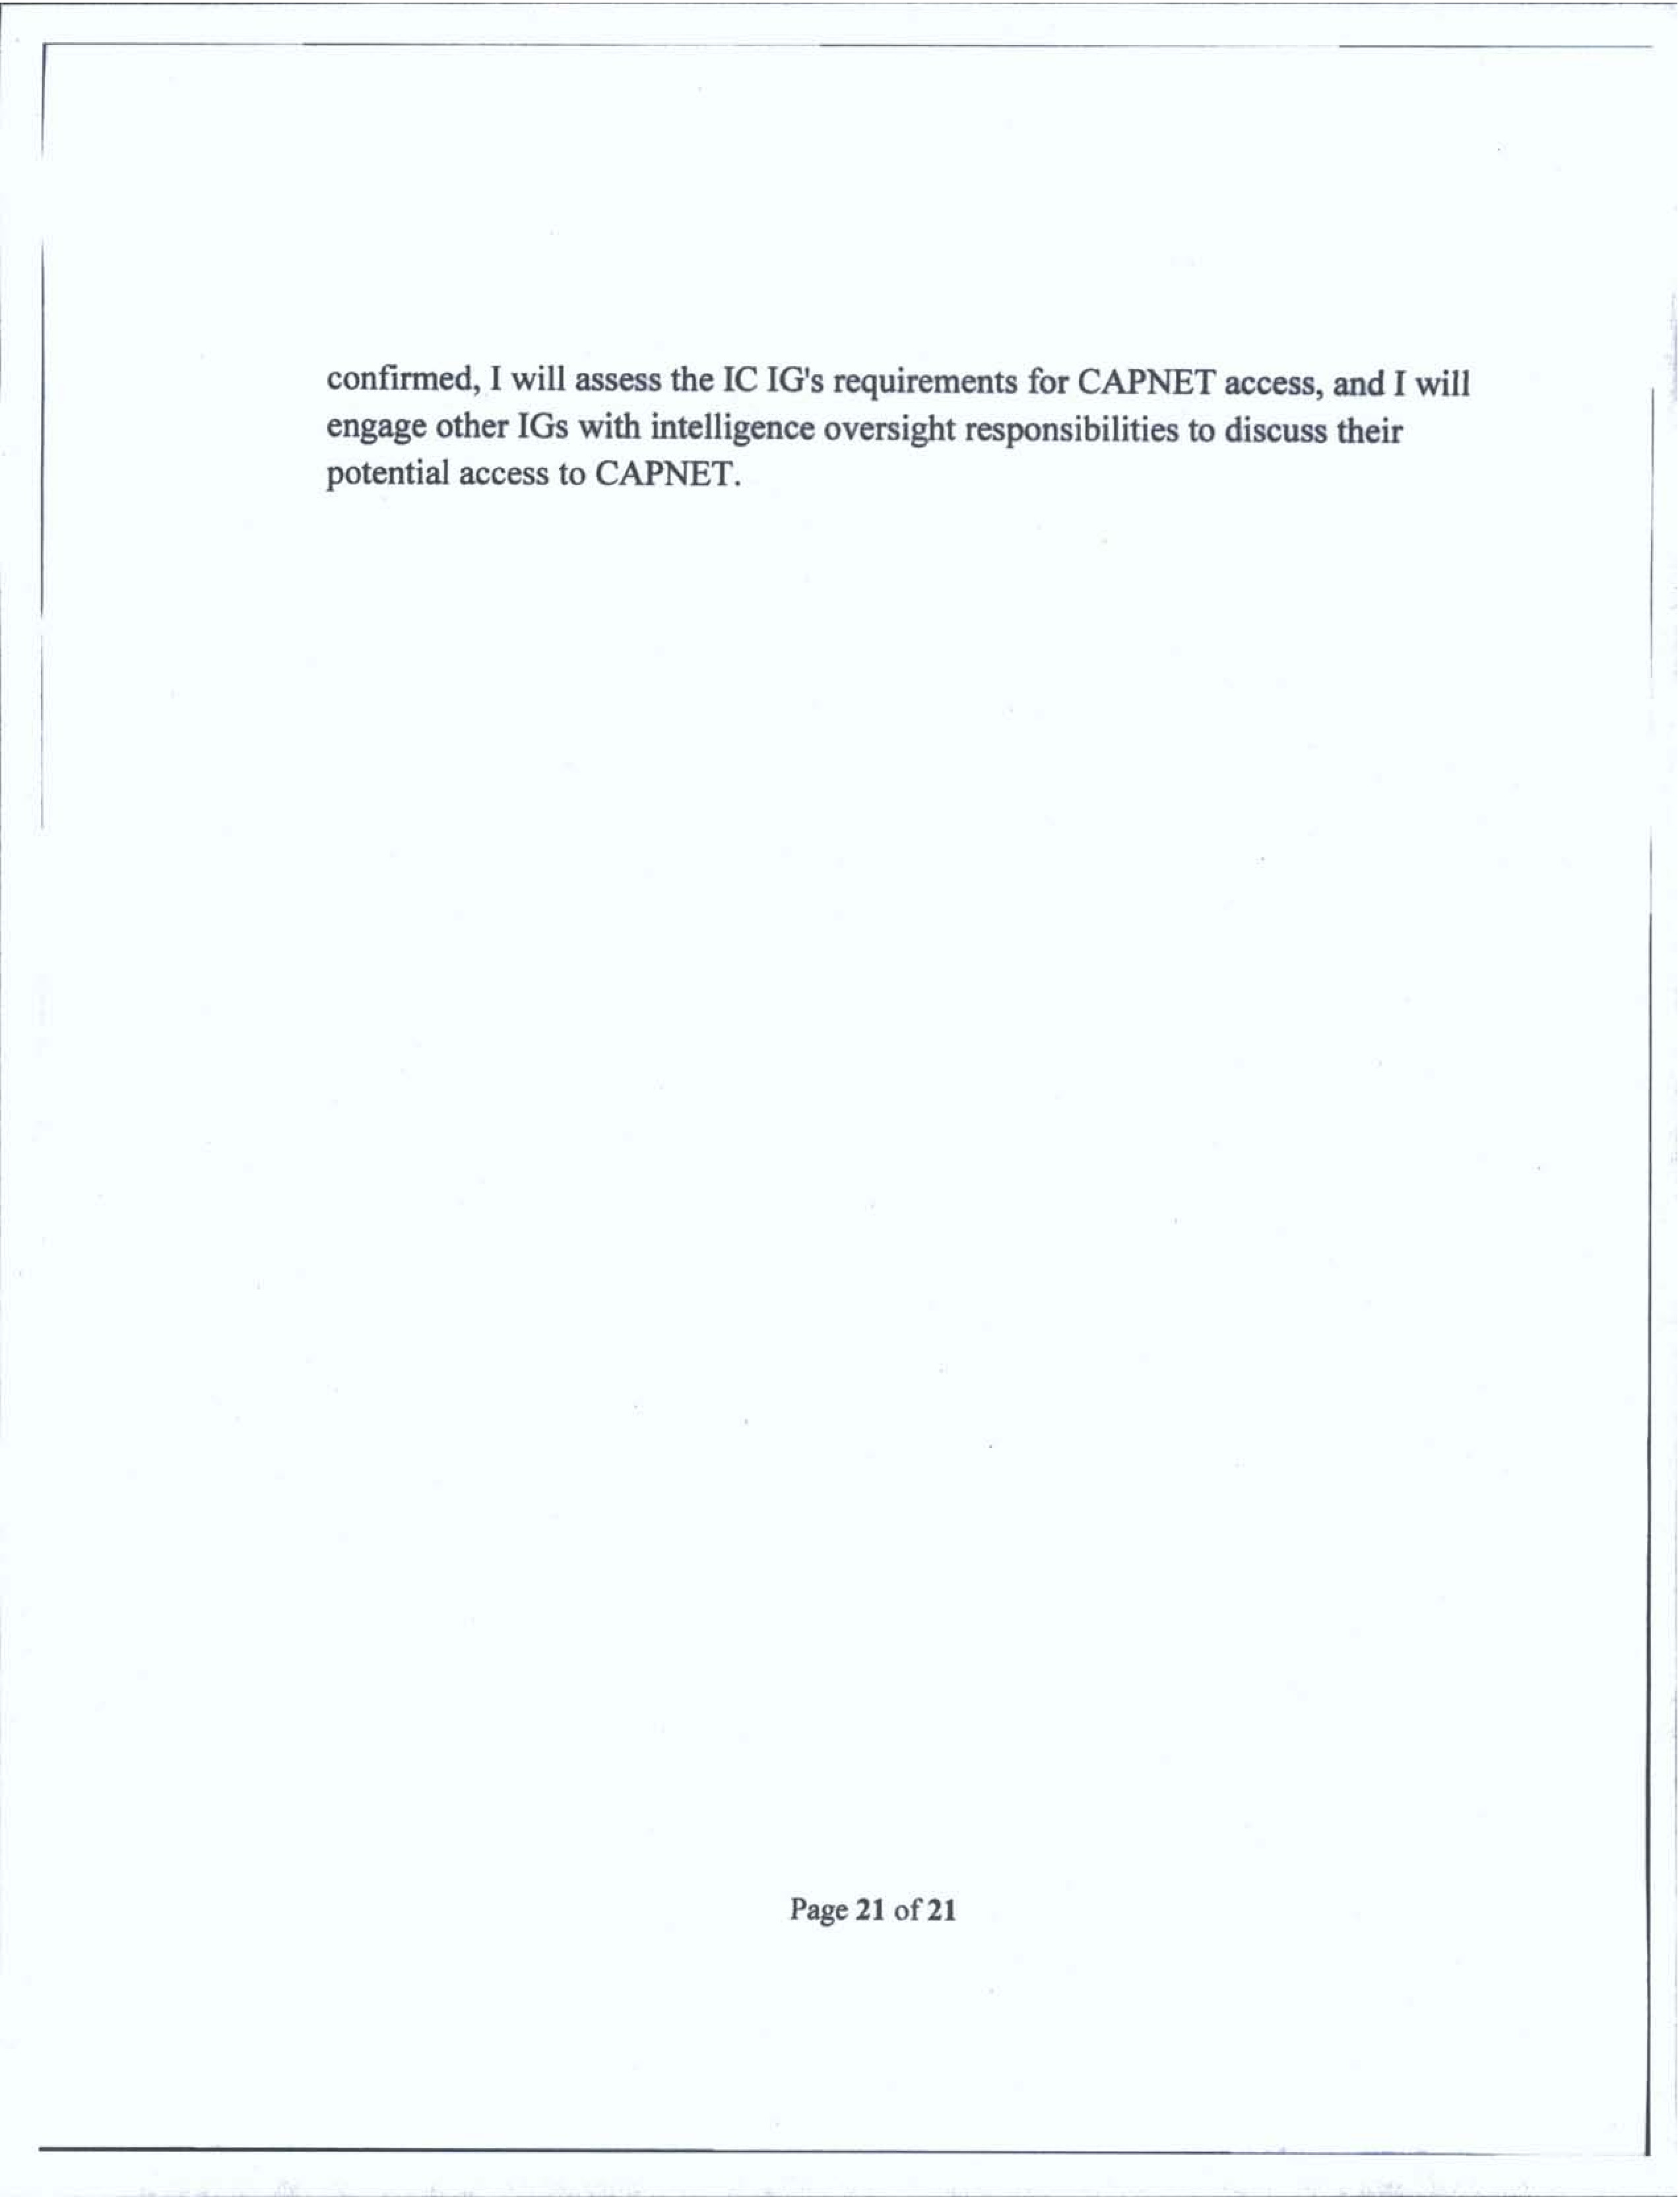 confirmed, I will assess the IC IG's requirements for CAPNET access, and I will
engage other IGs with intelligence oversight responsibilities to discuss their
potential access to CAPNET.
Page 21 of 21